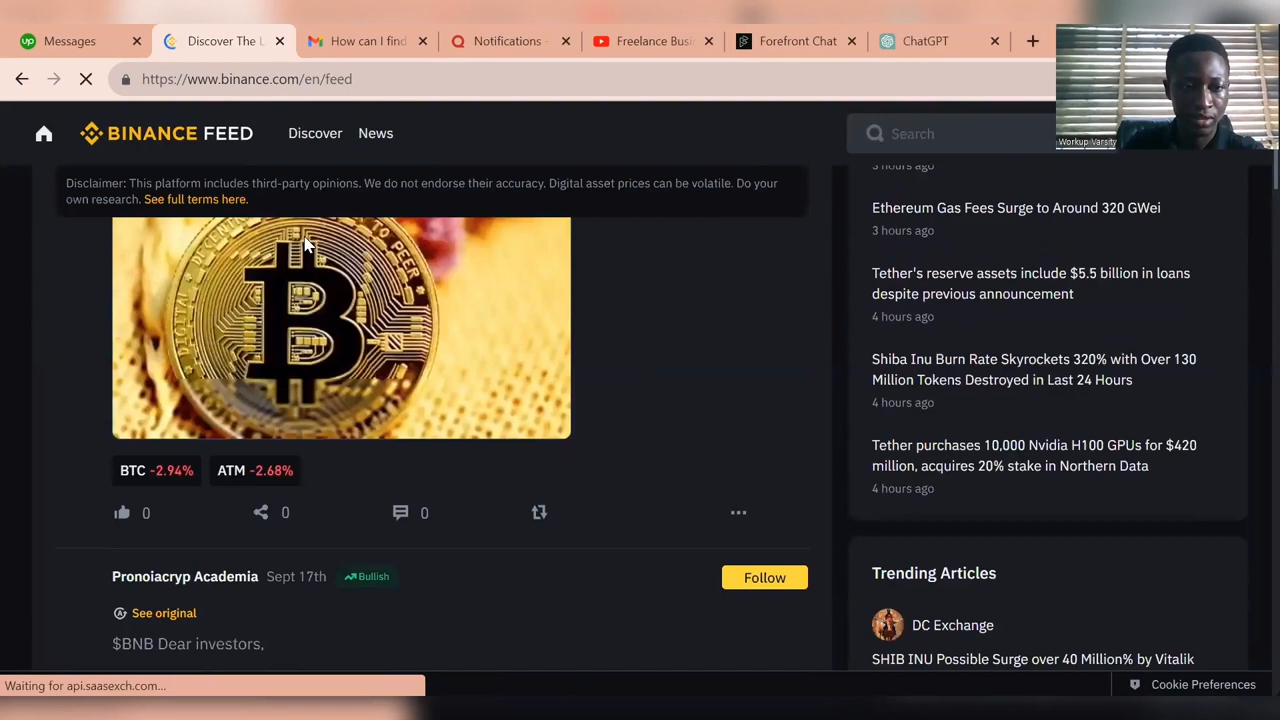 up Messages
Discover The L
How can I find
Notifications -
Freelance Busi
Forefront Chat
ChatGPT
https://www.binance.com/en/feed
BINANCE FEED
Discover
News
Search
Workup Varsity
Disclaimer: This platform includes third-party opinions. We do not endorse their accuracy. Digital asset prices can be volatile. Do your
own research. See full terms here.
TO PEER
DIGITAL
BTC -2.94%
ATM -2.68%
0
0
0
Pronoiacryp Academia Sept 17th Bullish
Follow
See original
$BNB Dear investors,
3 hours ago
Ethereum Gas Fees Surge to Around 320 GWei
3 hours ago
Tether's reserve assets include $5.5 billion in loans
despite previous announcement
4 hours ago
Shiba Inu Burn Rate Skyrockets 320% with Over 130
Million Tokens Destroyed in Last 24 Hours
4 hours ago
Tether purchases 10,000 Nvidia H100 GPUs for $420
million, acquires 20% stake in Northern Data
4 hours ago
Trending Articles
DC Exchange
SHIB INU Possible Surge over 40 Million% by Vitalik
Waiting for api.saasexch.com...
Cookie Preferences